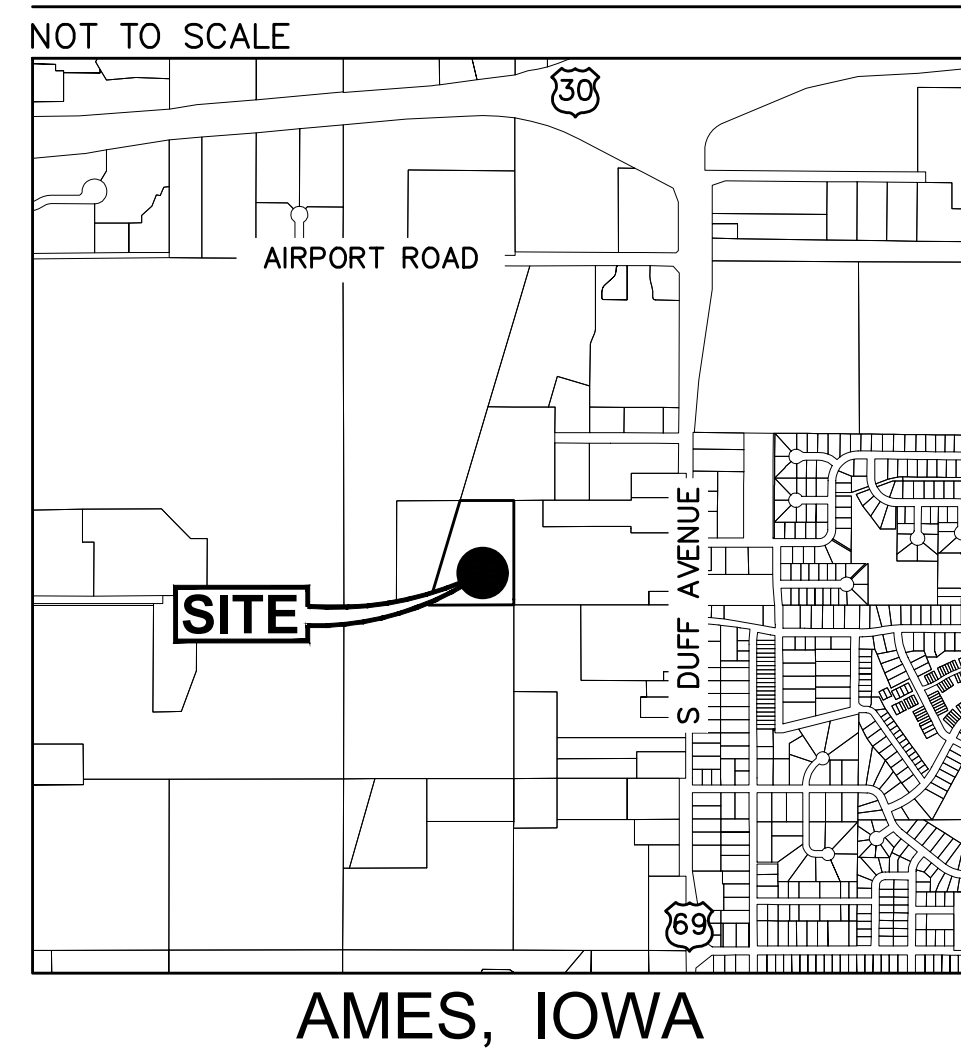 NOT TO SCALE
30
AIRPORT ROAD
S DUFF AVENUE
SITE
69
AMES, IOWA